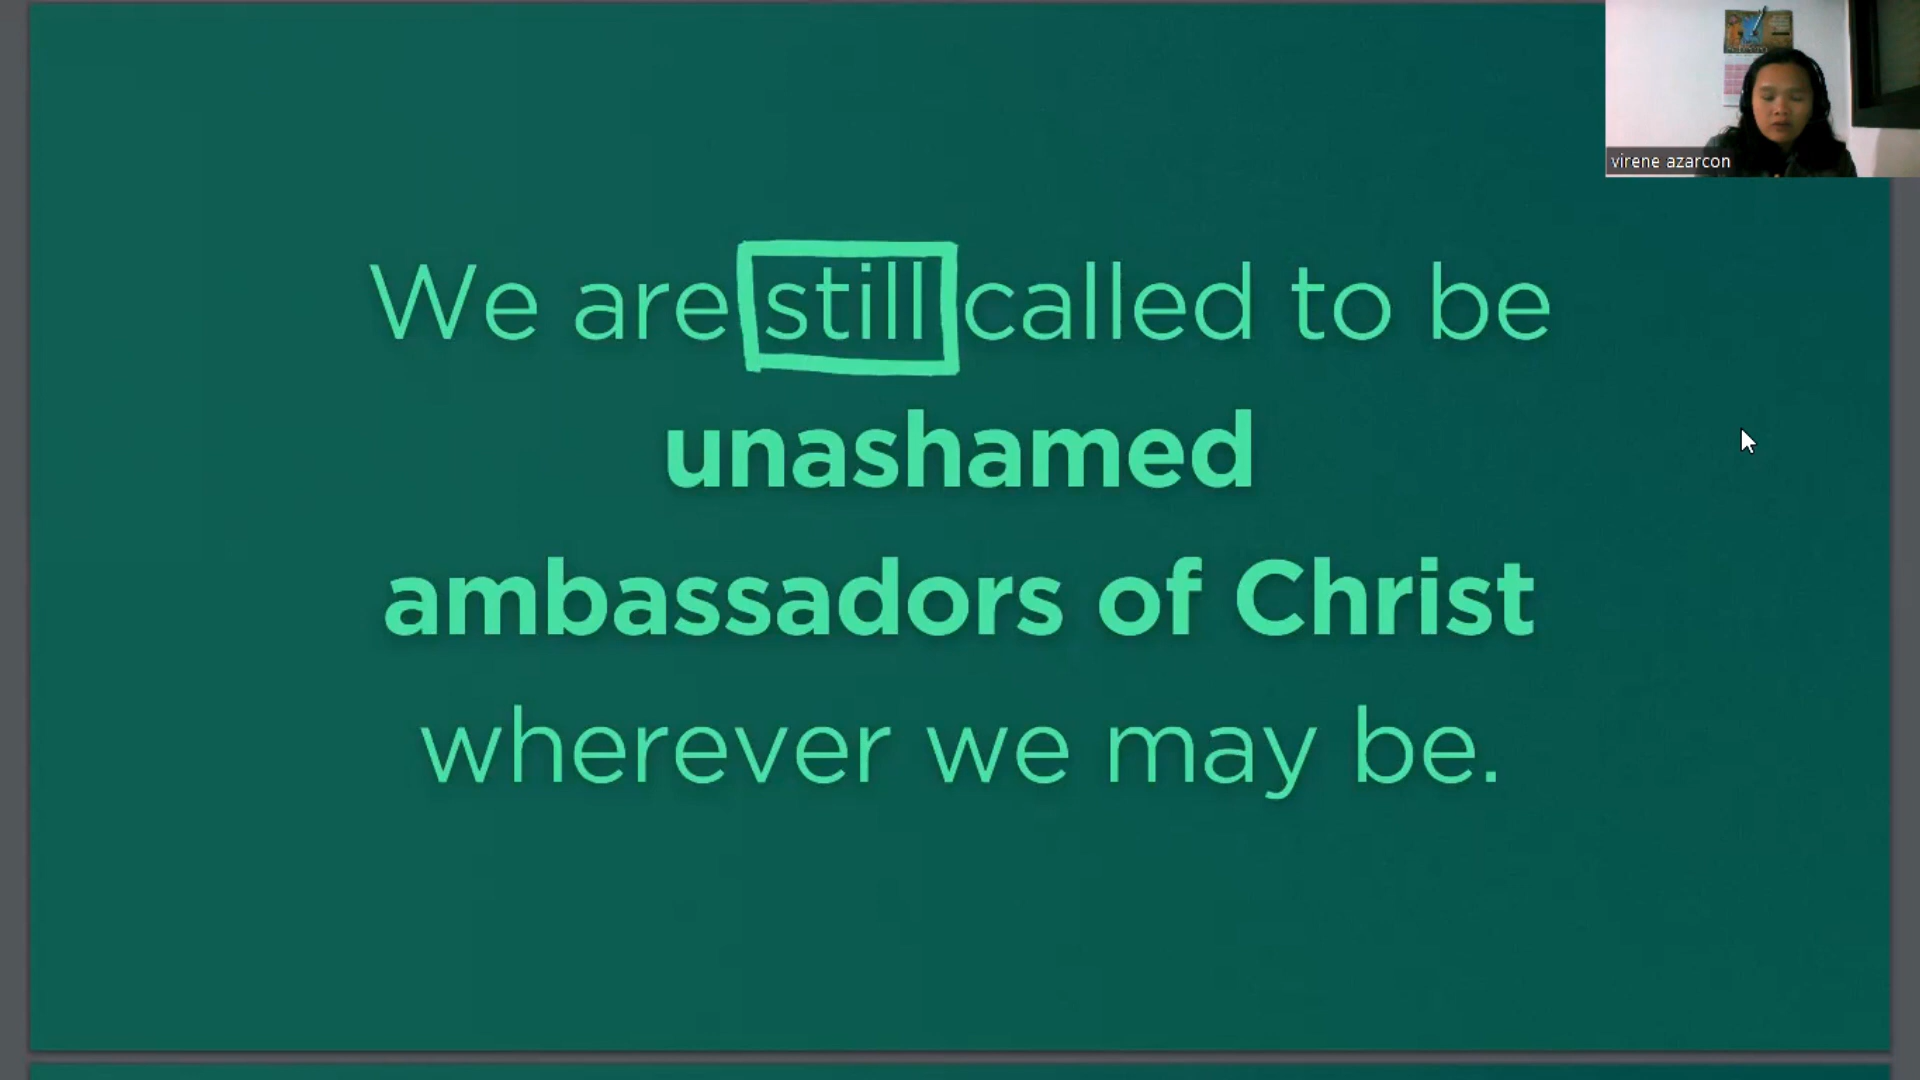 We are still called to be
unashamed
ambassadors of Christ
wherever we may be.
virene azarcon